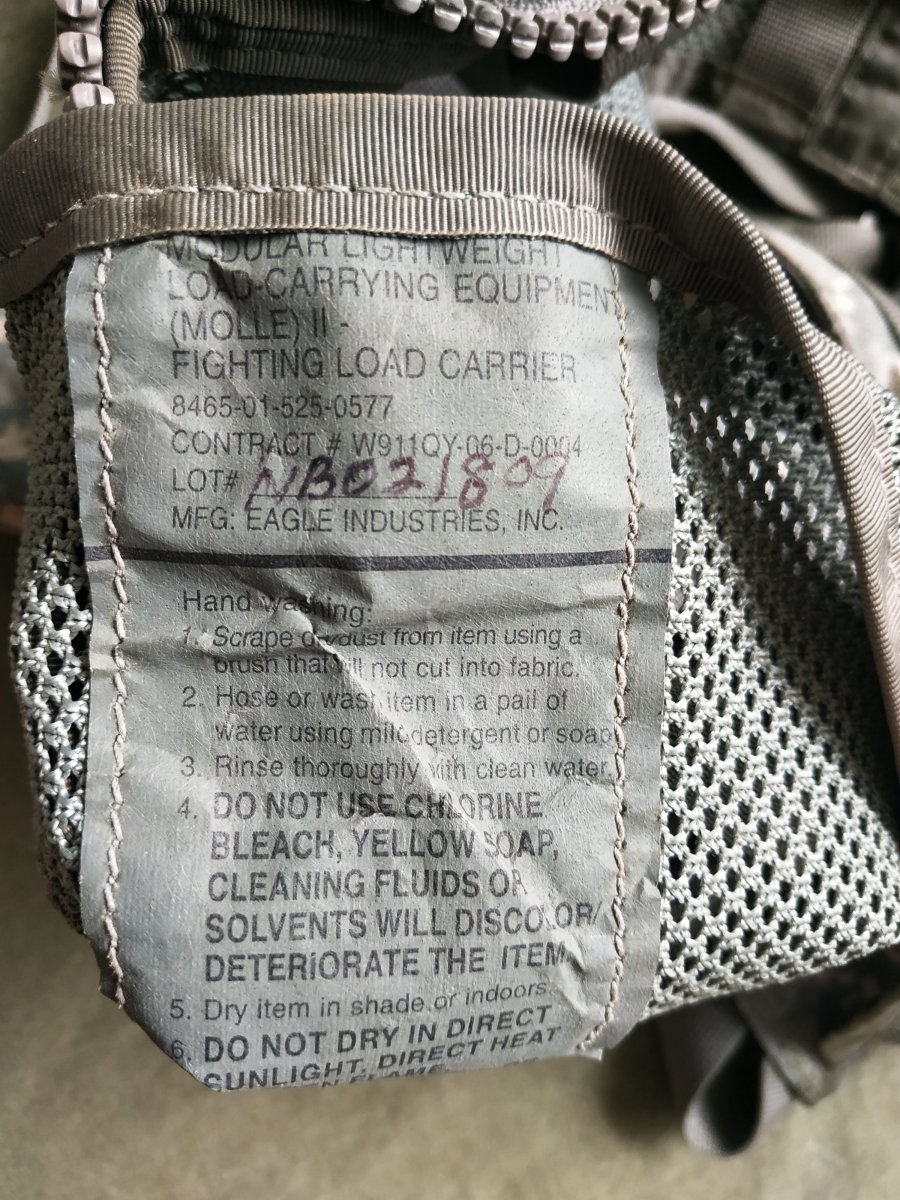 MODULAR LIGHTWEIGHT
LOAD-CARRYING EQUIPMENT
(MOLLE) II -
FIGHTING LOAD CARRIER
8465-01-525-0577
CONTRACT # W911QY-06-D-0004
LOT# NB021809
MFG: EAGLE INDUSTRIES, INC.
Hand washing:
1. Scrape dust from item using a
brush that will not cut into fabric.
2. Hose or wash item in a pail of
water using mild detergent or soap
3. Rinse thoroughly with clean water.
4. DO NOT USE CHLORINE
BLEACH, YELLOW SOAP,
CLEANING FLUIDS OR
SOLVENTS WILL DISCOLOR/
DETERIORATE THE ITEM
5. Dry item in shade or indoors.
6. DO NOT DRY IN DIRECT
SUNLIGHT, DIRECT HEAT
FLAME